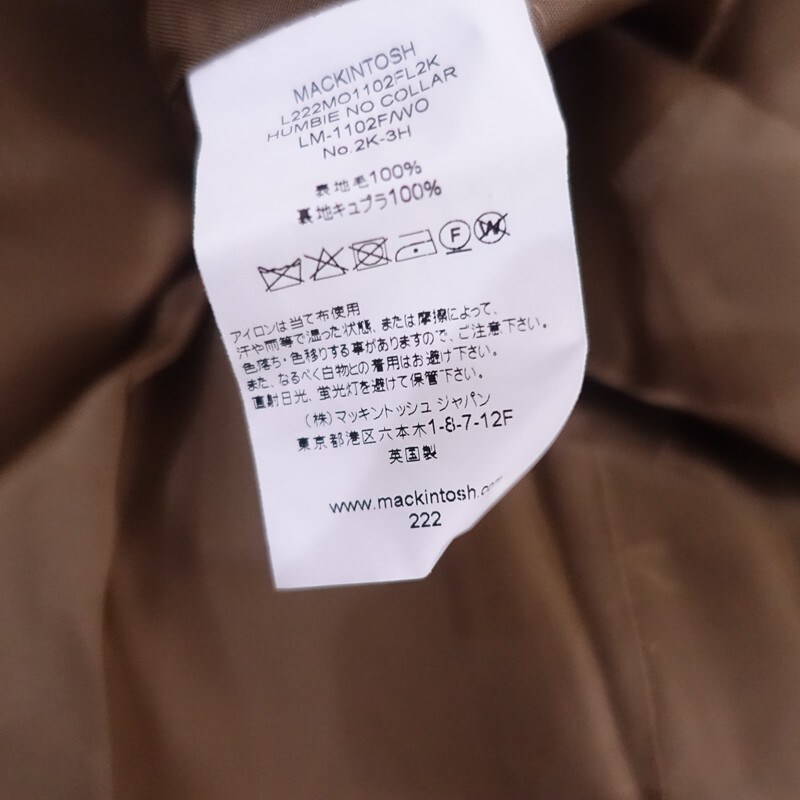 MACKINTOSH
L222MO1102FL2K
HUMBIE NO COLLAR
LM-1102F/WO
No.2K-3H
表地毛100%
裏地キュプラ100%
F
W
アイロンは当て布使用
汗や雨等で湿った状態、または摩擦によって、
色落ち・色移りする事がありますので、ご注意下さい。
また、なるべく白物との着用はお避け下さい。
直射日光、蛍光灯を避けて保管下さい。
(株)マッキントッシュ ジャパン
東京都港区六本木1-8-7-12F
英国製
www.mackintosh.com
222